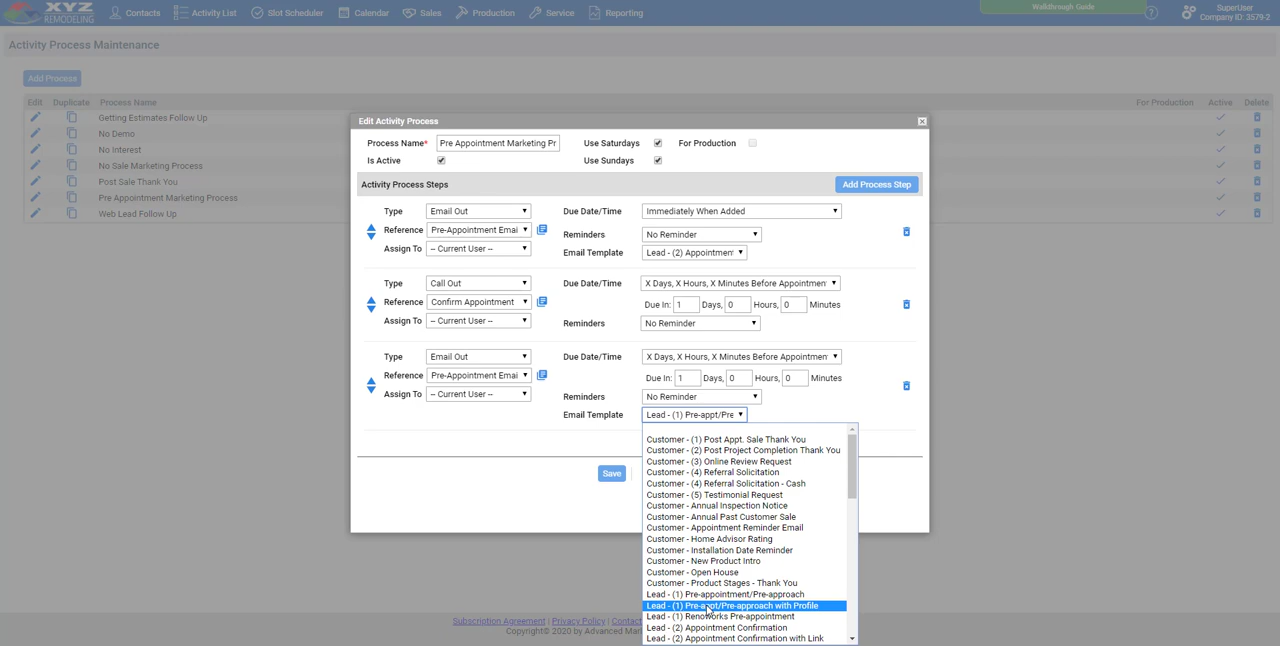 XYZ REMODELING Contacts Activity List Slot Scheduler Calendar Sales Production Service Reporting Walkthrough Guide ? SuperUser
Company ID: 3579-2
Activity Process Maintenance
Add Process
Edit Duplicate Process Name For Production Active Delete
Getting Estimates Follow Up
No Demo
No Interest
No Sale Marketing Process
Post Sale Thank You
Pre Appointment Marketing Process
Web Lead Follow Up
Edit Activity Process
Process Name* Pre Appointment Marketing Pr Use Saturdays For Production
Is Active Use Sundays
Activity Process Steps Add Process Step
Type Email Out Due Date/Time Immediately When Added
Reference Pre-Appointment Emai Reminders No Reminder
Assign To -- Current User -- Email Template Lead - (2) Appointment
Type Call Out Due Date/Time X Days, X Hours, X Minutes Before Appointmen
Reference Confirm Appointment Due In: 1 Days, 0 Hours, 0 Minutes
Assign To -- Current User -- Reminders No Reminder
Type Email Out Due Date/Time X Days, X Hours, X Minutes Before Appointmen
Reference Pre-Appointment Emai Due In: 1 Days, 0 Hours, 0 Minutes
Assign To -- Current User -- Reminders No Reminder
Email Template Lead - (1) Pre-appt/Pre
Customer - (1) Post Appt. Sale Thank You
Customer - (2) Post Project Completion Thank You
Customer - (3) Online Review Request
Customer - (4) Referral Solicitation
Customer - (4) Referral Solicitation - Cash
Customer - (5) Testimonial Request
Customer - Annual Inspection Notice
Customer - Annual Past Customer Sale
Customer - Appointment Reminder Email
Customer - Home Advisor Rating
Customer - Installation Date Reminder
Customer - New Product Intro
Customer - Open House
Customer - Product Stages - Thank You
Lead - (1) Pre-appointment/Pre-approach
Lead - (1) Pre-appt/Pre-approach with Profile
Lead - (1) Renoworks Pre-appointment
Lead - (2) Appointment Confirmation
Lead - (2) Appointment Confirmation with Link
Save
Subscription Agreement | Privacy Policy | Contact
Copyright© 2020 by Advanced Mar